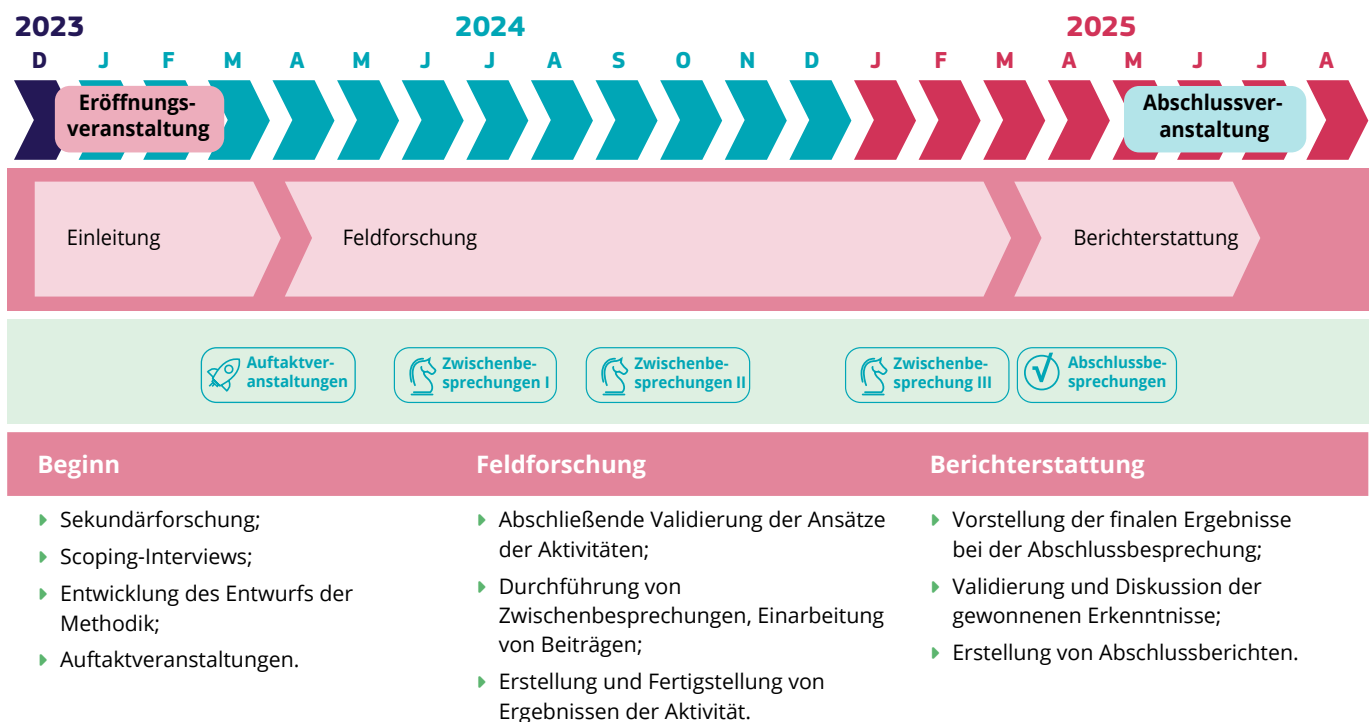 2023 2024 2025
D J F M A M J J A S O N D J F M A M J J A
Eröffnungs-
veranstaltung
Abschlussver-
anstaltung
Einleitung
Feldforschung
Berichterstattung
Auftaktver-
anstaltungen
Zwischenbe-
sprechungen I
Zwischenbe-
sprechungen II
Zwischenbe-
sprechung III
Abschlussbe-
sprechungen
Beginn
Sekundärforschung;
Scoping-Interviews;
Entwicklung des Entwurfs der
Methodik;
Auftaktveranstaltungen.
Feldforschung
Abschließende Validierung der Ansätze
der Aktivitäten;
Durchführung von
Zwischenbesprechungen, Einarbeitung
von Beiträgen;
Erstellung und Fertigstellung von
Ergebnissen der Aktivität.
Berichterstattung
Vorstellung der finalen Ergebnisse
bei der Abschlussbesprechung;
Validierung und Diskussion der
gewonnenen Erkenntnisse;
Erstellung von Abschlussberichten.